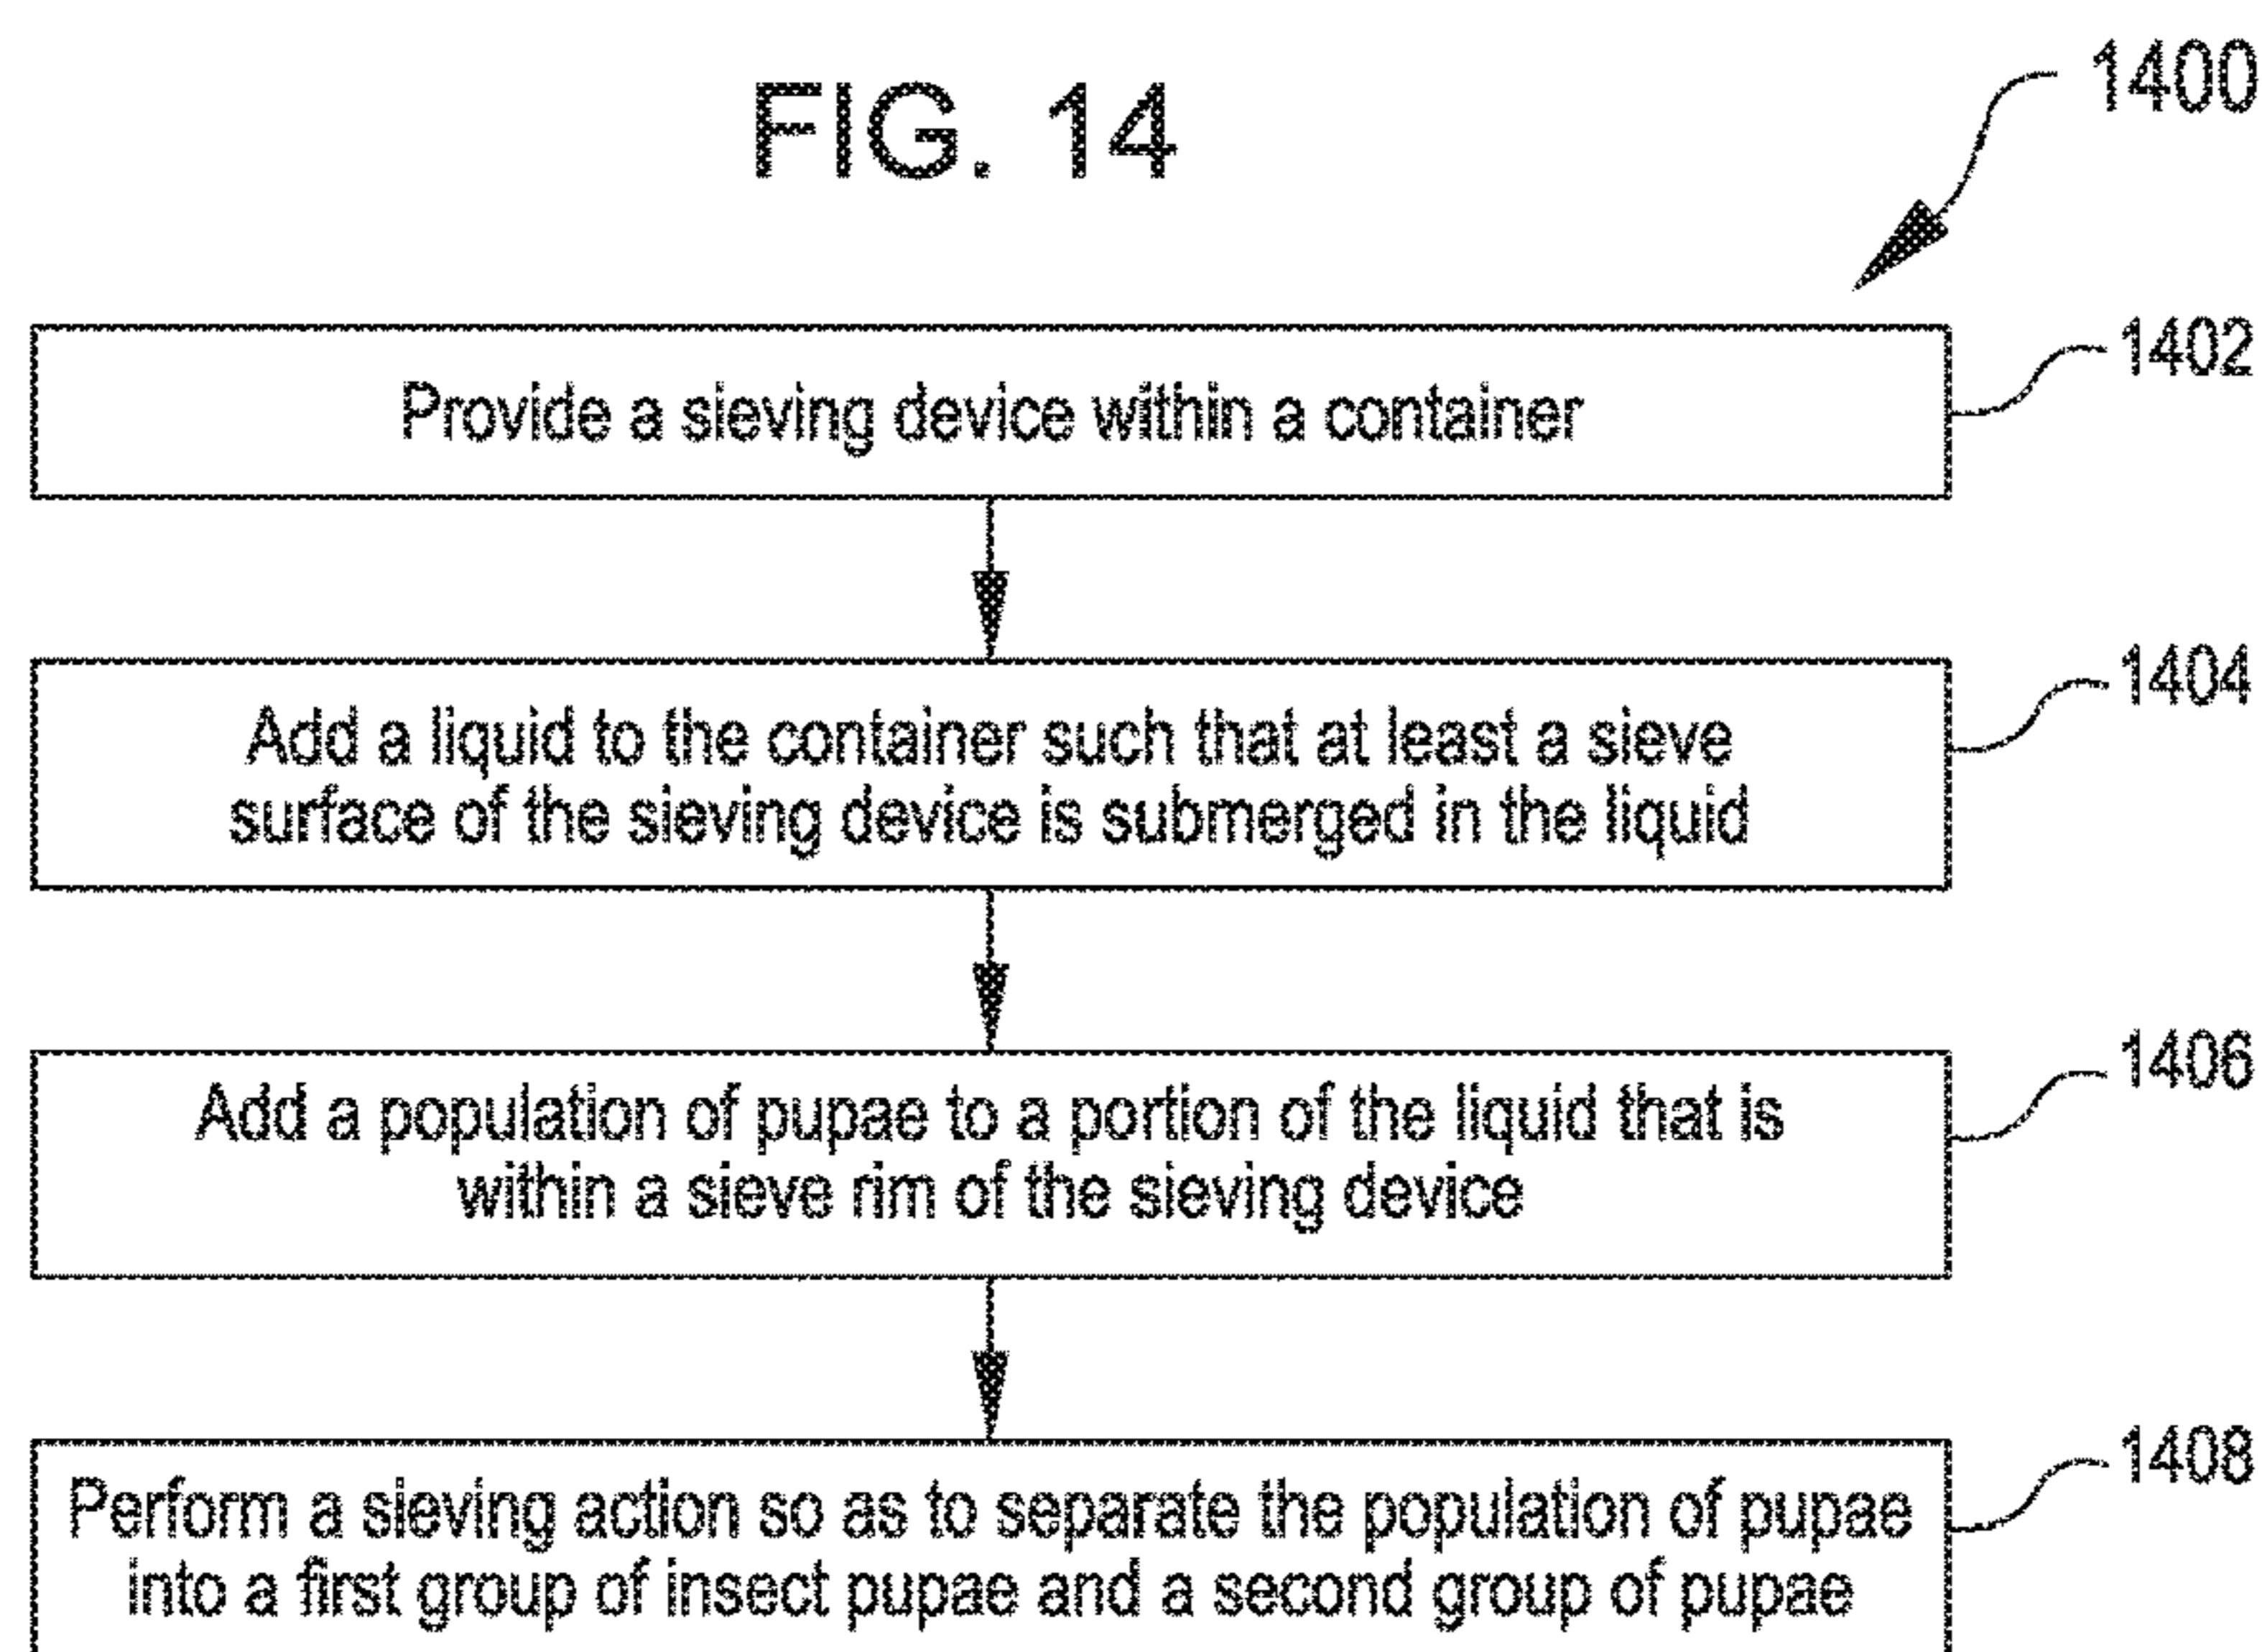 FIG. 14
1400
Provide a sieving device within a container
1402
Add a liquid to the container such that at least a sieve
surface of the sieving device is submerged in the liquid
1404
Add a population of pupae to a portion of the liquid that is
within a sieve rim of the sieving device
1406
Perform a sieving action so as to separate the population of pupae
into a first group of insect pupae and a second group of pupae
1408